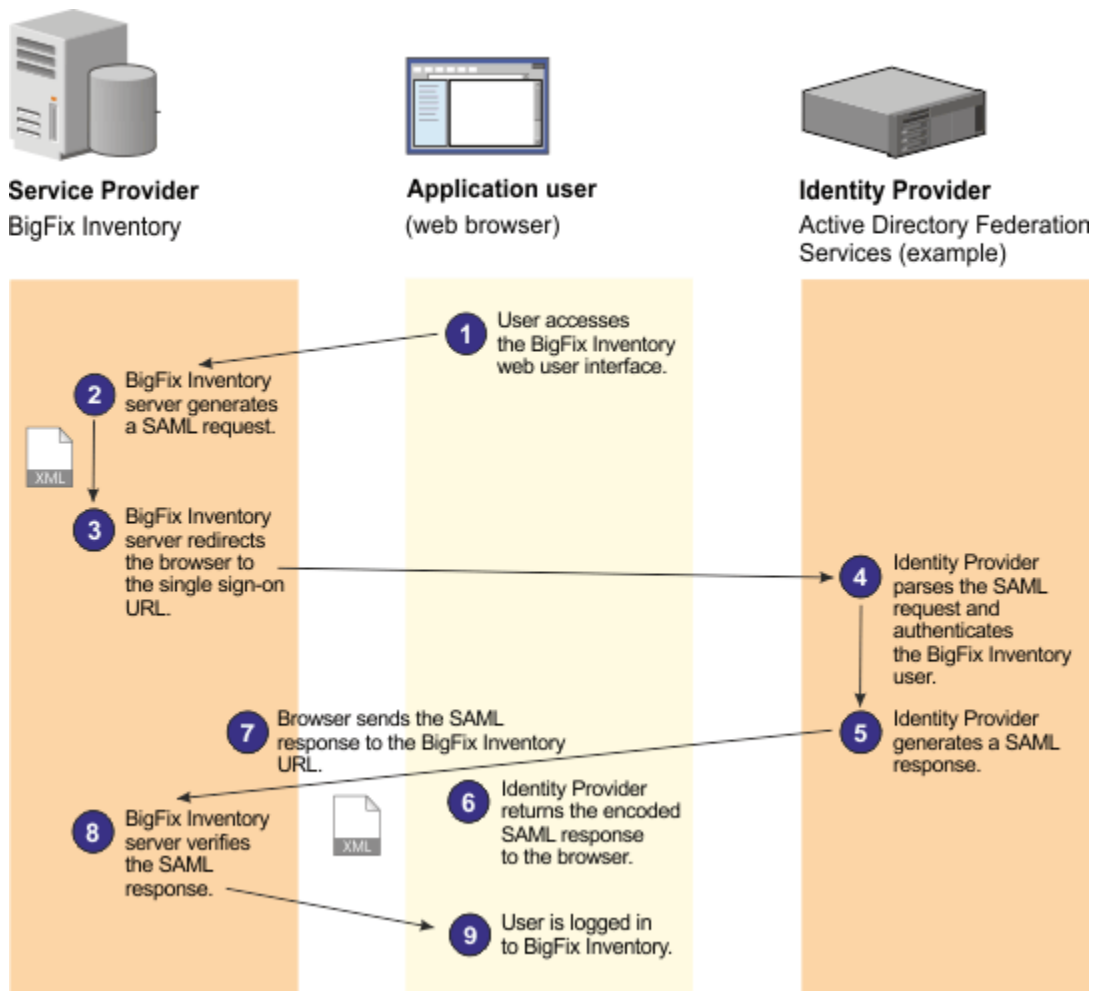 Service Provider
BigFix Inventory
Application user
(web browser)
Identity Provider
Active Directory Federation
Services (example)
1
User accesses
the BigFix Inventory
web user interface.
2
BigFix Inventory
server generates
a SAML request.
XML
3
BigFix Inventory
server redirects
the browser to
the single sign-on
URL.
4
Identity Provider
parses the SAML
request and
authenticates
the BigFix Inventory
user.
5
Identity Provider
generates a SAML
response.
6
Identity Provider
returns the encoded
SAML response
to the browser.
7
Browser sends the SAML
response to the BigFix Inventory
URL.
XML
8
BigFix Inventory
server verifies
the SAML
response.
9
User is logged in
to BigFix Inventory.